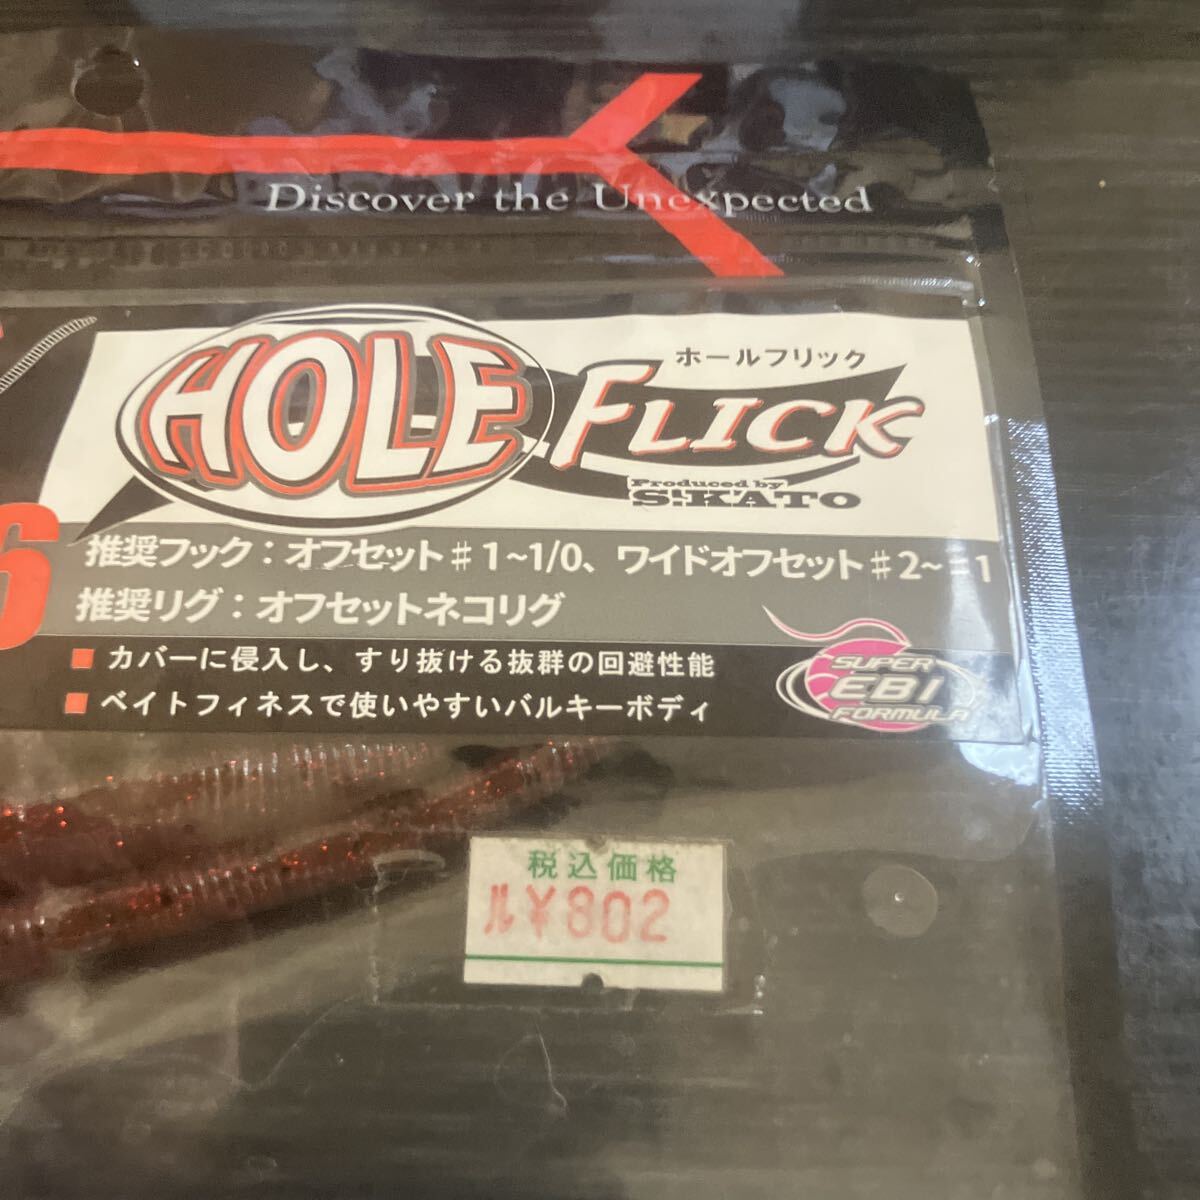 Discover the Unexpected
HOLE FLICK
ホールフリック
Produced by
S.KATO
6
推奨フック：オフセット♯1~1/0、ワイドオフセット♯2~♯1
推奨リグ：オフセットネコリグ
■ カバーに侵入し、すり抜ける抜群の回避性能
■ ベイトフィネスで使いやすいバルキーボディ
SUPER
EBI
FORMULA
税込価格
ル¥802